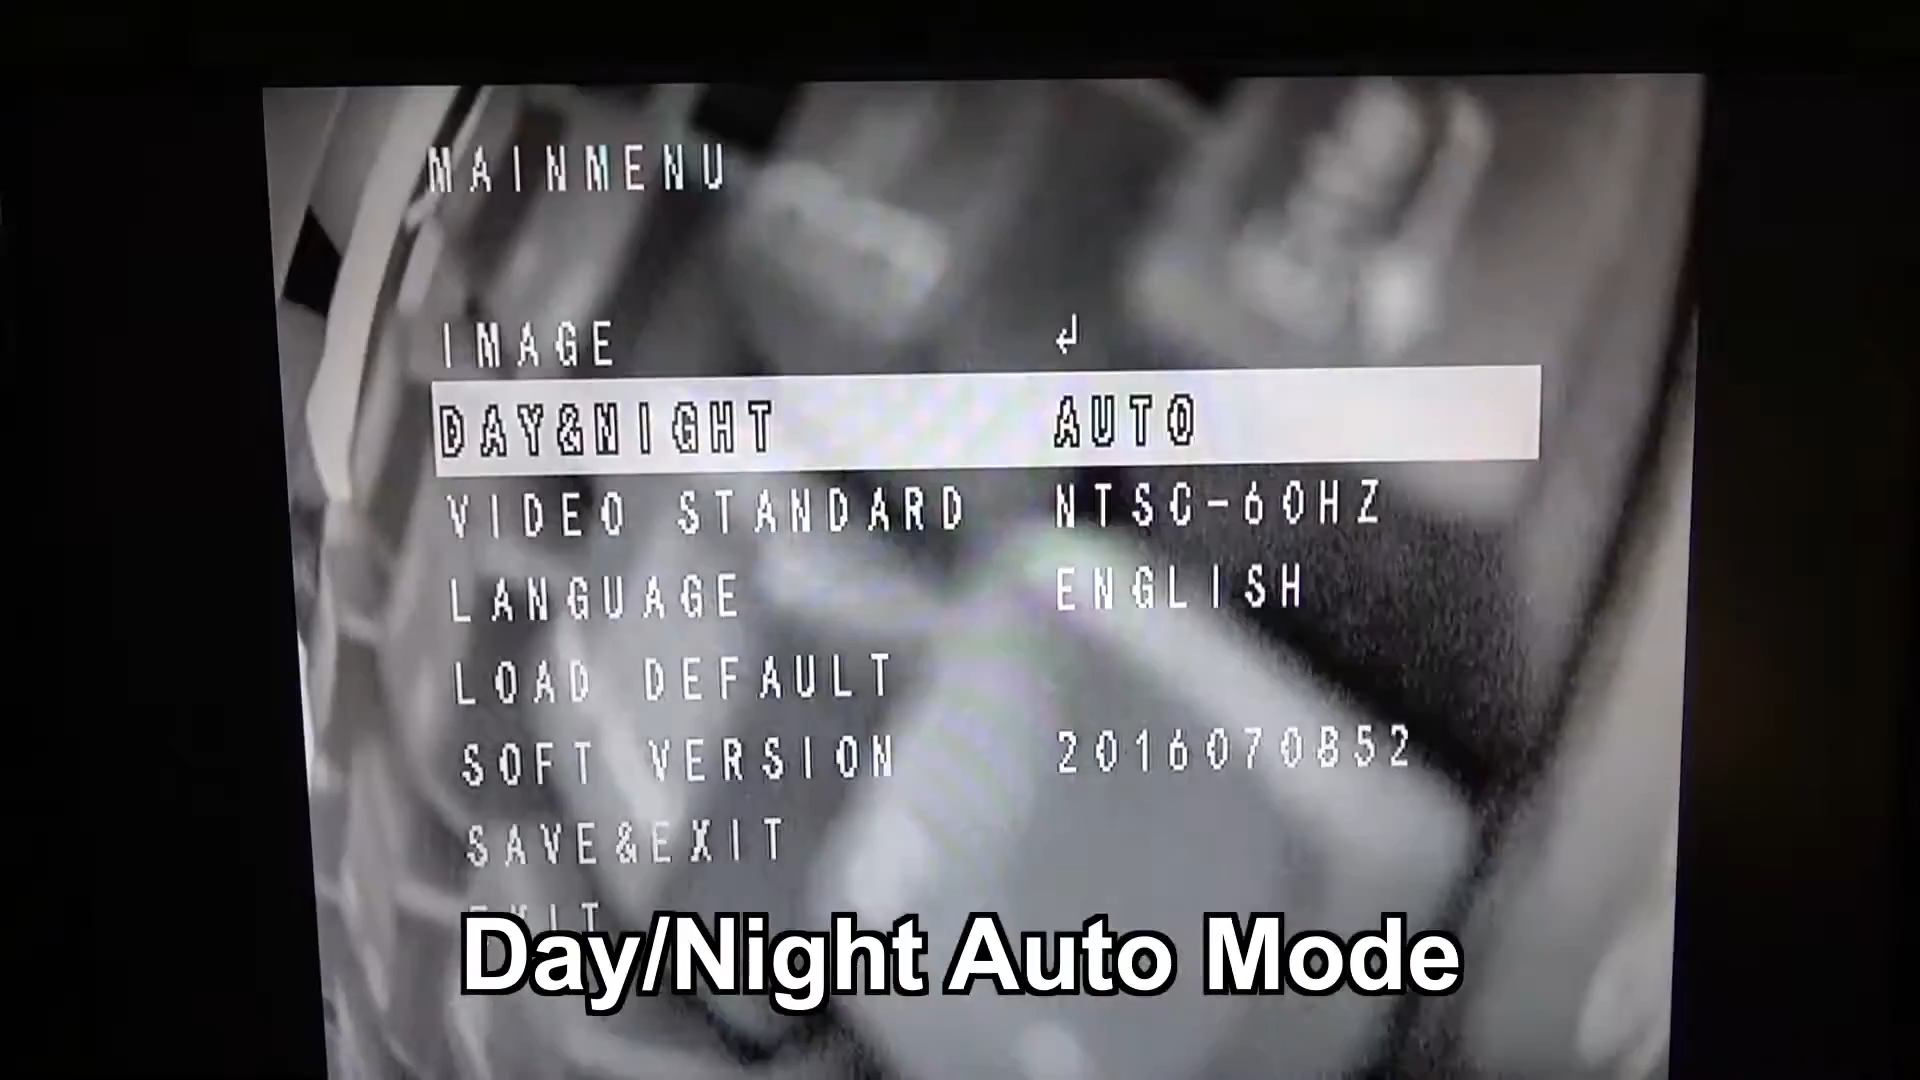 MAINMENU
IMAGE ↲
DAY&NIGHT AUTO
VIDEO STANDARD NTSC-60HZ
LANGUAGE ENGLISH
LOAD DEFAULT
SOFT VERSION 2016070852
SAVE&EXIT
EXIT
Day/Night Auto Mode